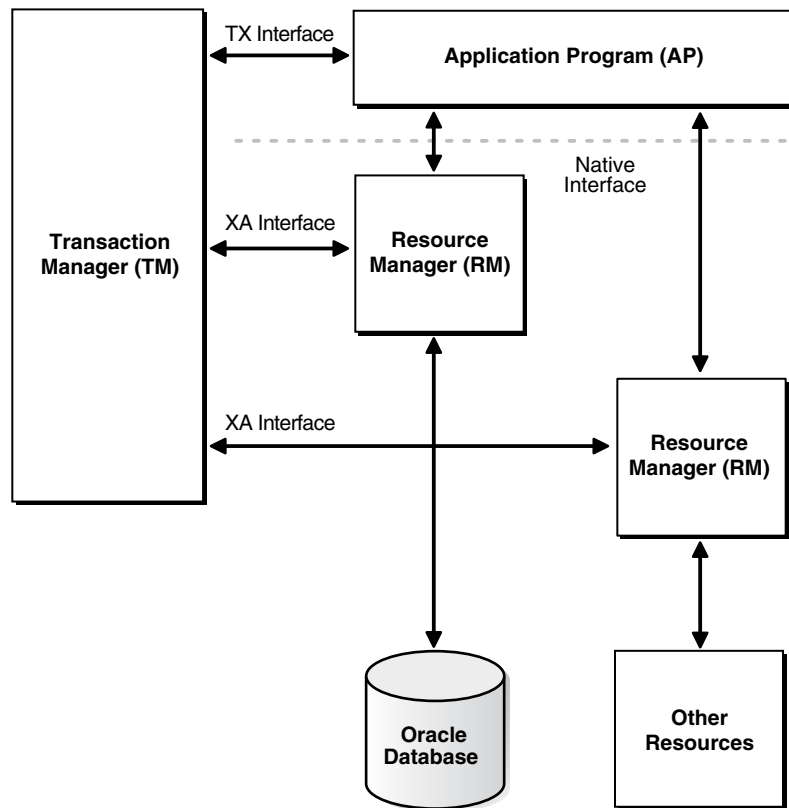 TX Interface
Application Program (AP)
Native
Interface
XA Interface
Transaction
Manager (TM)
Resource
Manager (RM)
XA Interface
Resource
Manager (RM)
Oracle
Database
Other
Resources